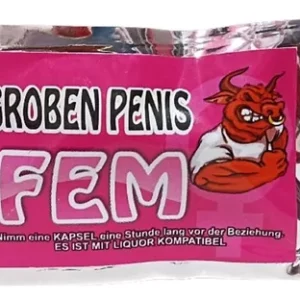 GROBEN PENIS
FEM
Nimm eine KAPSEL eine Stunde lang vor der Beziehung.
ES IST MIT LIQUOR KOMPATIBEL